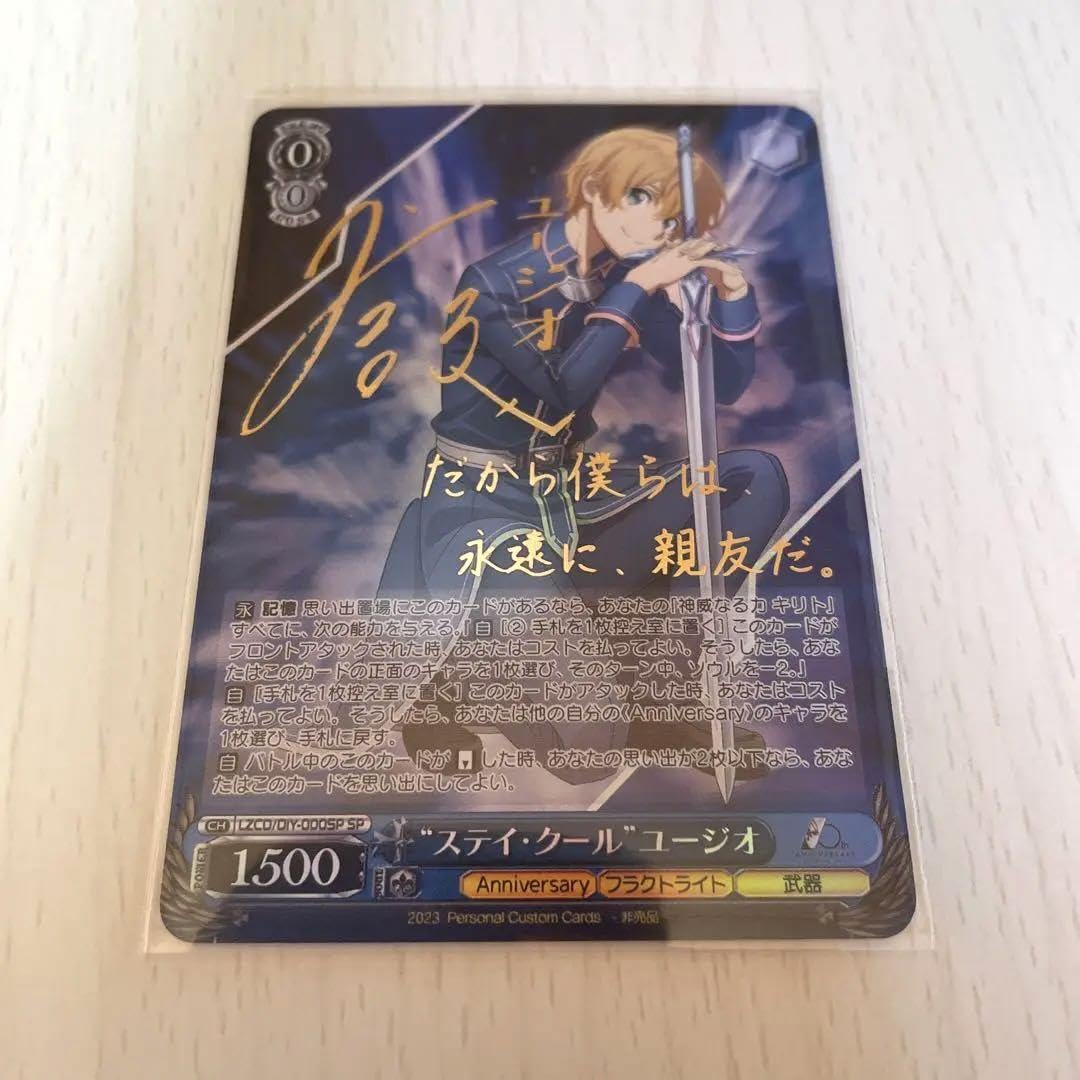 0
0
ユージオ
だから僕らは、
永遠に、親友だ。
永 記憶 思い出置場にこのカードがあるなら、あなたの「神威なる力 キリト」
すべてに、次の能力を与える。『自［② 手札を1枚控え室に置く］このカードが
フロントアタックされた時、あなたはコストを払ってよい。そうしたら、あな
たはこのカードの正面のキャラを1枚選び、そのターン中、ソウルを－2。』
自［手札を1枚控え室に置く］このカードがアタックした時、あなたはコスト
を払ってよい。そうしたら、あなたは他の自分の《Anniversary》のキャラを
1枚選び、手札に戻す。
自 バトル中のこのカードが した時、あなたの思い出が2枚以下なら、あな
たはこのカードを思い出にしてよい。
CH LZCD/DIY-000SP SP
“ステイ・クール”ユージオ
10th
ANNIVERSARY
POWER
1500
SOUL
Anniversary フラクトライト 武器
2023 Personal Custom Cards -非売品-